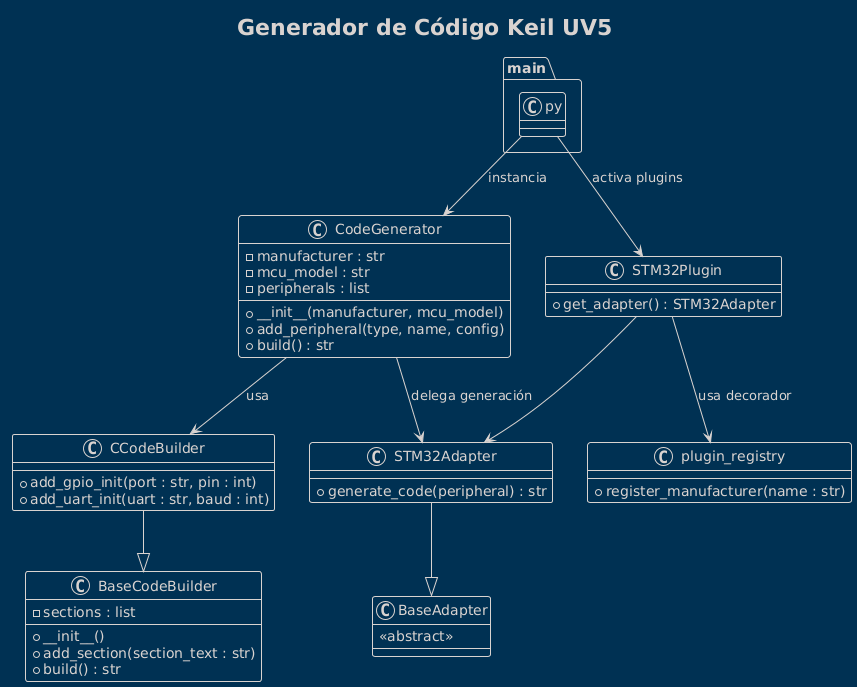 Generador de Código Keil UV5
main
C py
instancia
activa plugins
C CodeGenerator
manufacturer : str
mcu_model : str
peripherals : list
__init__(manufacturer, mcu_model)
add_peripheral(type, name, config)
build() : str
C STM32Plugin
get_adapter() : STM32Adapter
usa
delega generación
usa decorador
C CCodeBuilder
add_gpio_init(port : str, pin : int)
add_uart_init(uart : str, baud : int)
C STM32Adapter
generate_code(peripheral) : str
C plugin_registry
register_manufacturer(name : str)
C BaseCodeBuilder
sections : list
__init__()
add_section(section_text : str)
build() : str
C BaseAdapter
«abstract»